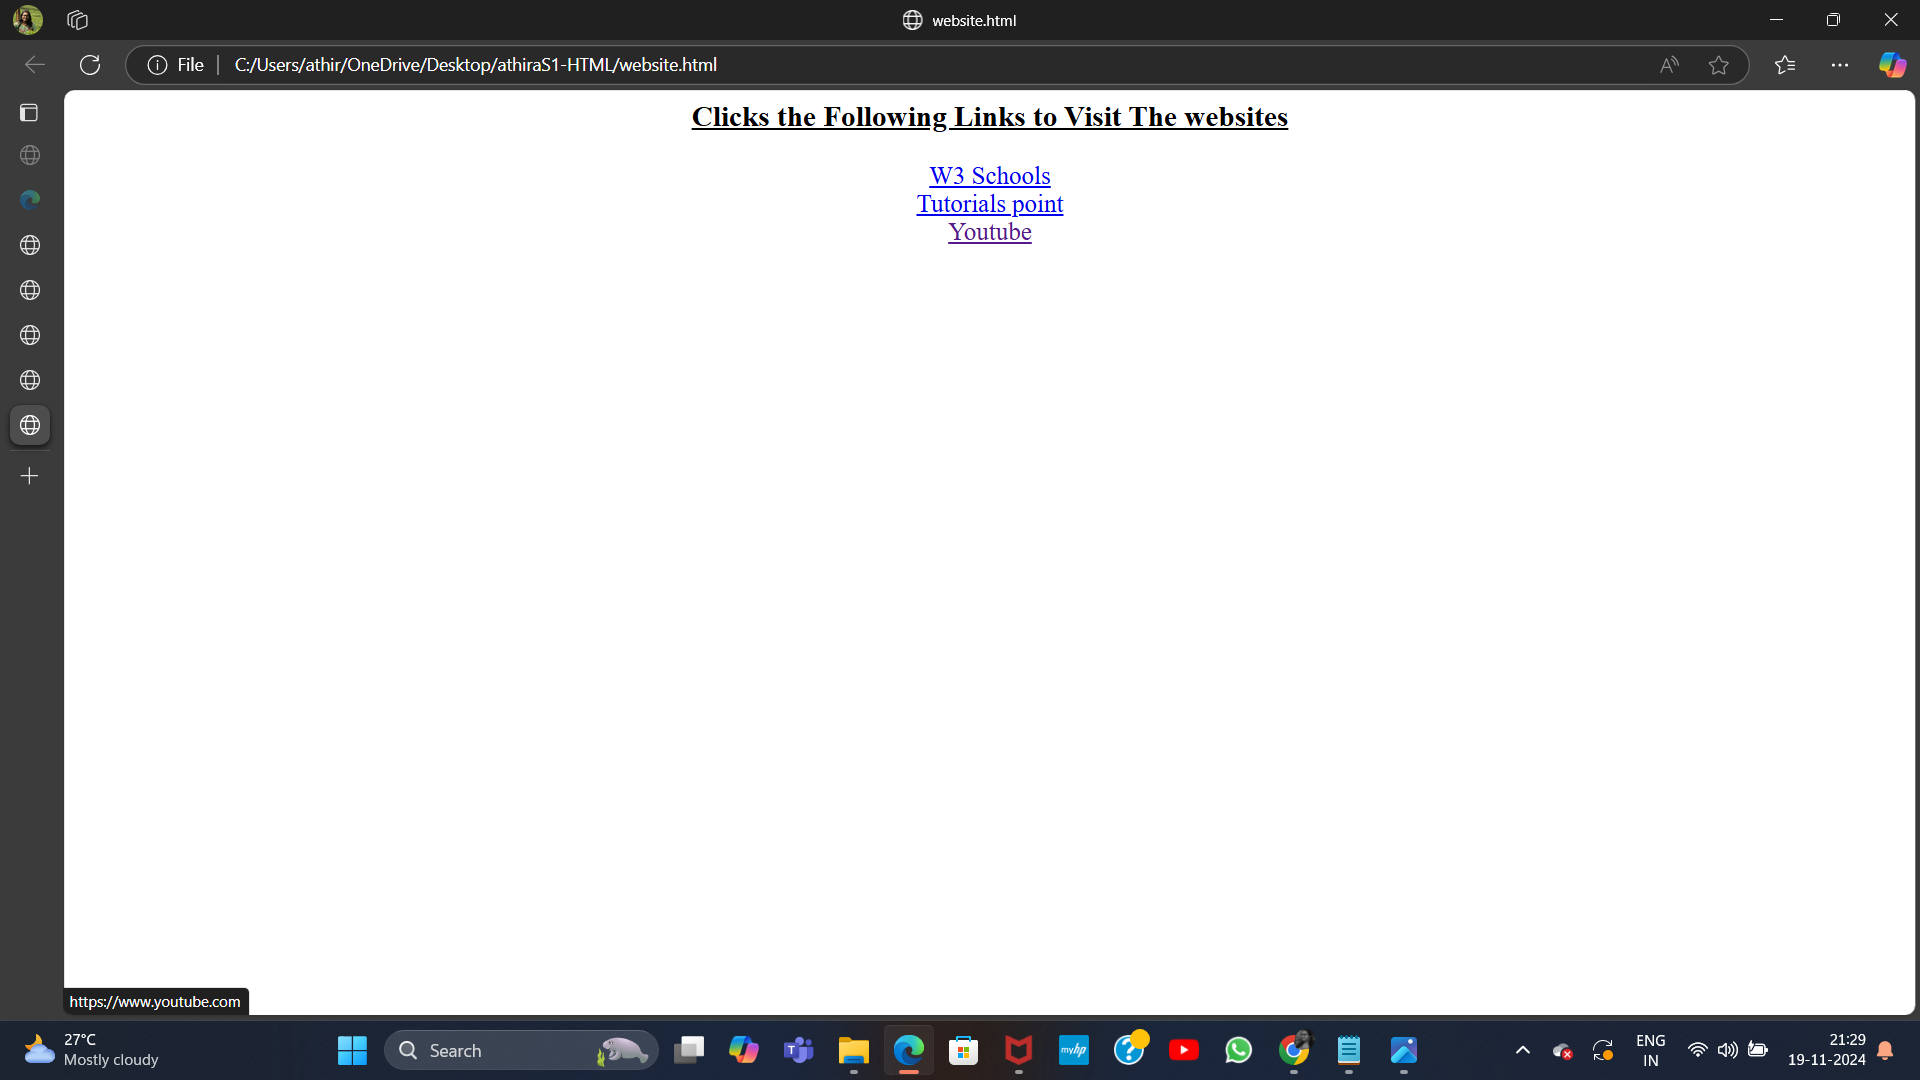 website.html
File
C:/Users/athir/OneDrive/Desktop/athiraS1-HTML/website.html
Clicks the Following Links to Visit The websites
W3 Schools
Tutorials point
Youtube
https://www.youtube.com
27°C
Mostly cloudy
Search
myhp
ENG
IN
21:29
19-11-2024